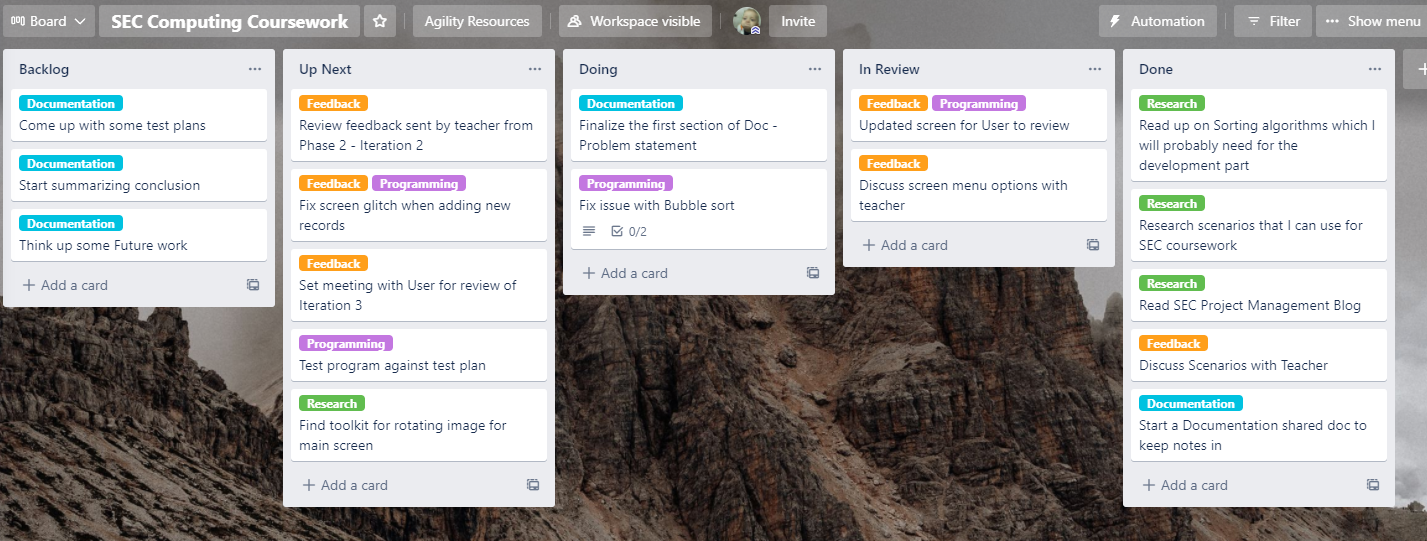 Board
SEC Computing Coursework
Agility Resources
Workspace visible
Invite
Automation
Filter
Show menu
Backlog
Documentation
Come up with some test plans
Documentation
Start summarizing conclusion
Documentation
Think up some Future work
+ Add a card
Up Next
Feedback
Review feedback sent by teacher from
Phase 2 - Iteration 2
Feedback Programming
Fix screen glitch when adding new
records
Feedback
Set meeting with User for review of
Iteration 3
Programming
Test program against test plan
Research
Find toolkit for rotating image for
main screen
+ Add a card
Doing
Documentation
Finalize the first section of Doc -
Problem statement
Programming
Fix issue with Bubble sort
0/2
+ Add a card
In Review
Feedback Programming
Updated screen for User to review
Feedback
Discuss screen menu options with
teacher
+ Add a card
Done
Research
Read up on Sorting algorithms which I
will probably need for the
development part
Research
Research scenarios that I can use for
SEC coursework
Research
Read SEC Project Management Blog
Feedback
Discuss Scenarios with Teacher
Documentation
Start a Documentation shared doc to
keep notes in
+ Add a card